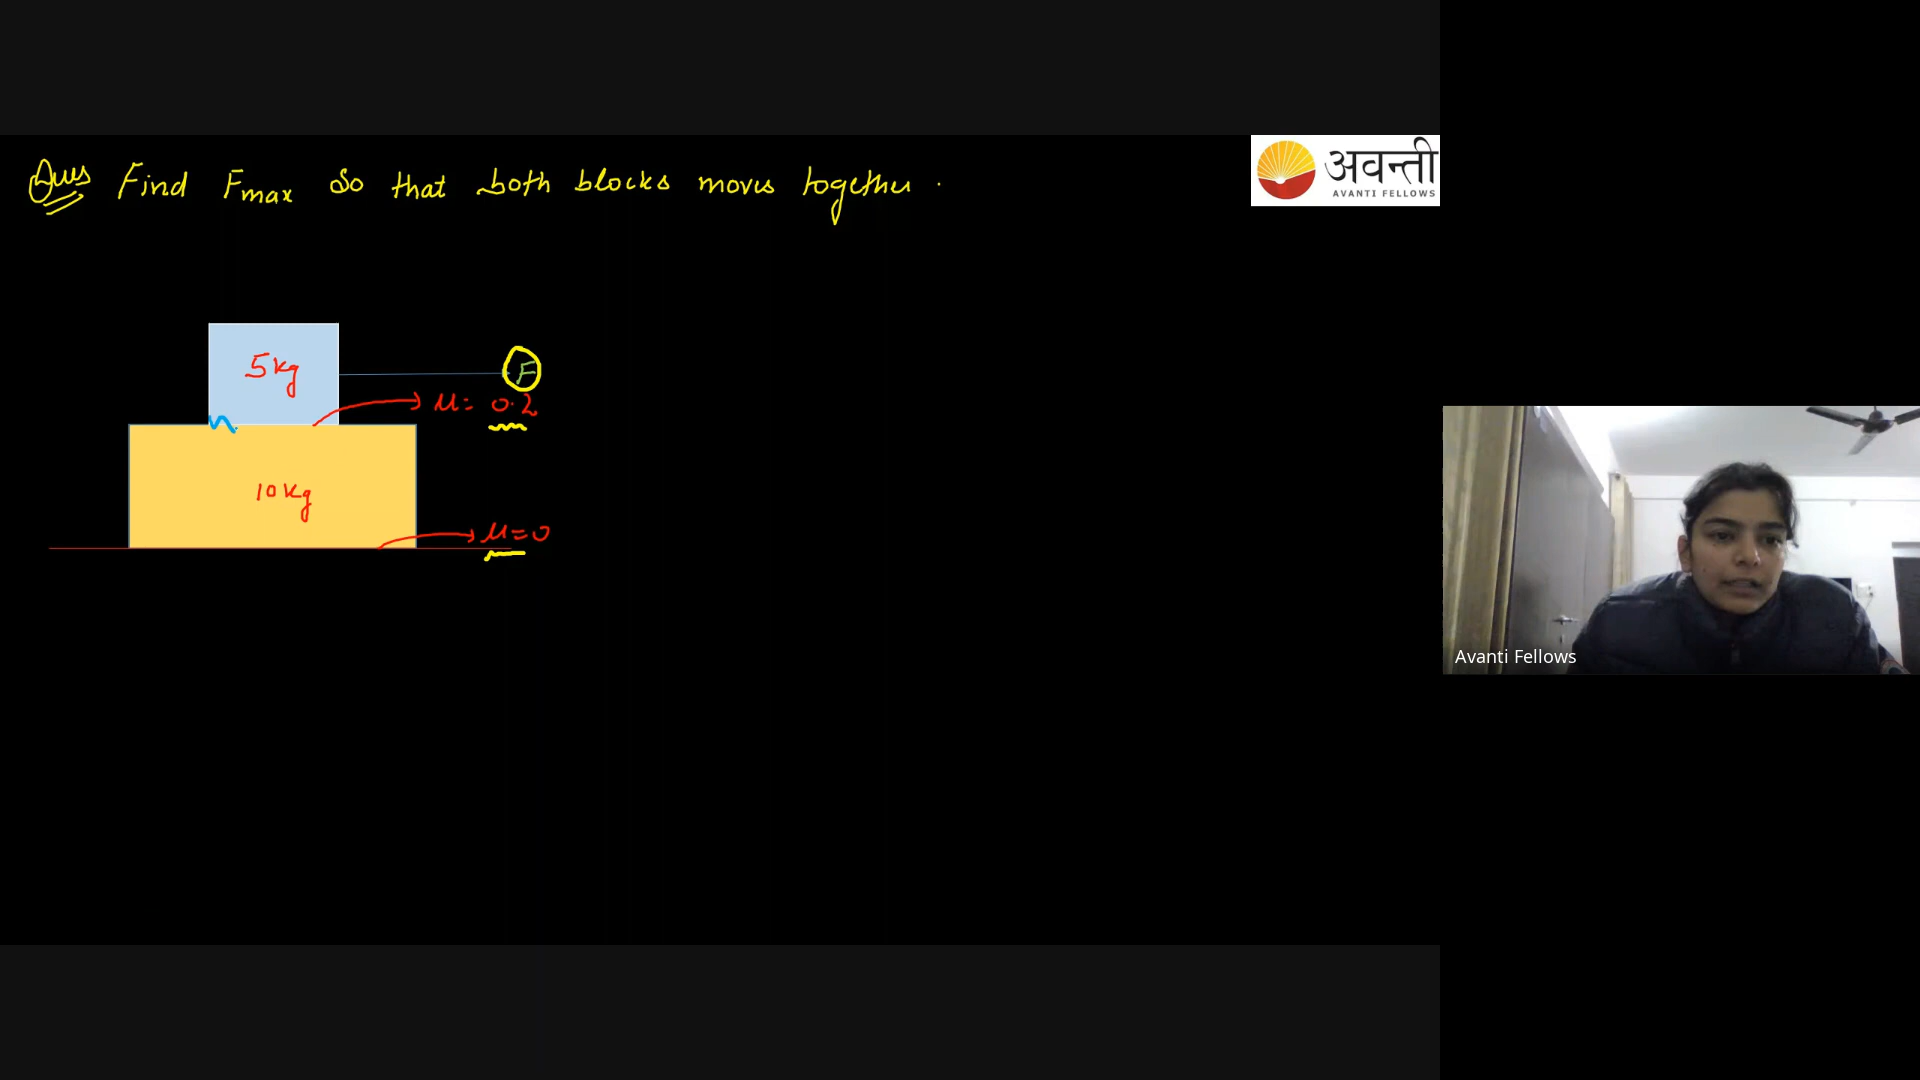 Ques Find Fmax so that both blocks moves together.
अवन्ती
AVANTI FELLOWS
5kg
F
μ= 0.2
10kg
μ=0
Avanti Fellows